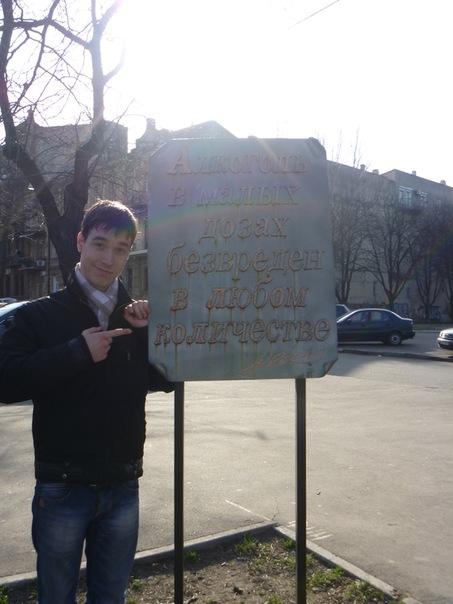 Алкоголь
в малых
дозах
безвреден
в любом
количестве